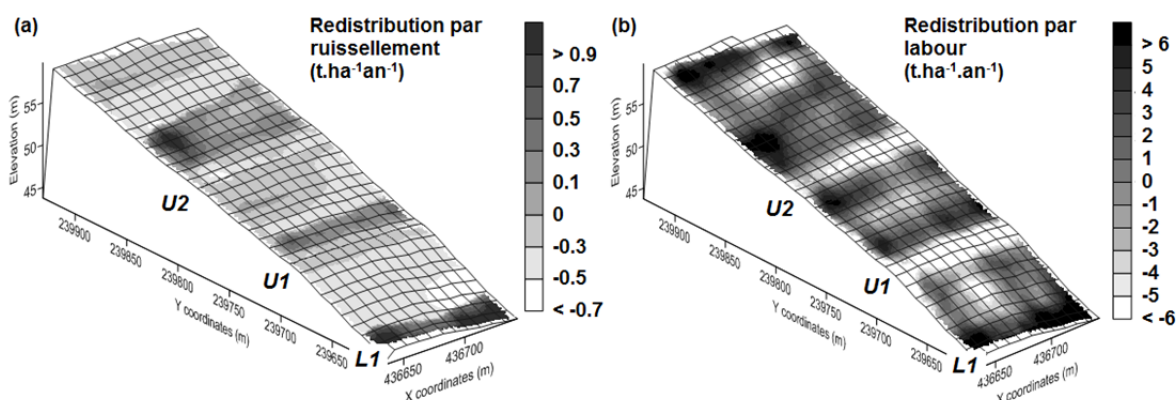 (a)
Redistribution par
ruissellement
(t.ha⁻¹an⁻¹)
> 0.9
0.7
0.5
0.3
0.1
0
-0.3
-0.5
< -0.7
Elevation (m)
55
50
45
U2
U1
L1
239900
239850
239800
239750
239700
239650
Y coordinates (m)
436650
436700
X coordinates (m)
(b)
Redistribution par
labour
(t.ha⁻¹.an⁻¹)
> 6
5
4
3
2
1
0
-1
-2
-3
-4
-5
< -6
Elevation (m)
55
50
45
U2
U1
L1
239900
239850
239800
239750
239700
239650
Y coordinates (m)
436650
436700
X coordinates (m)